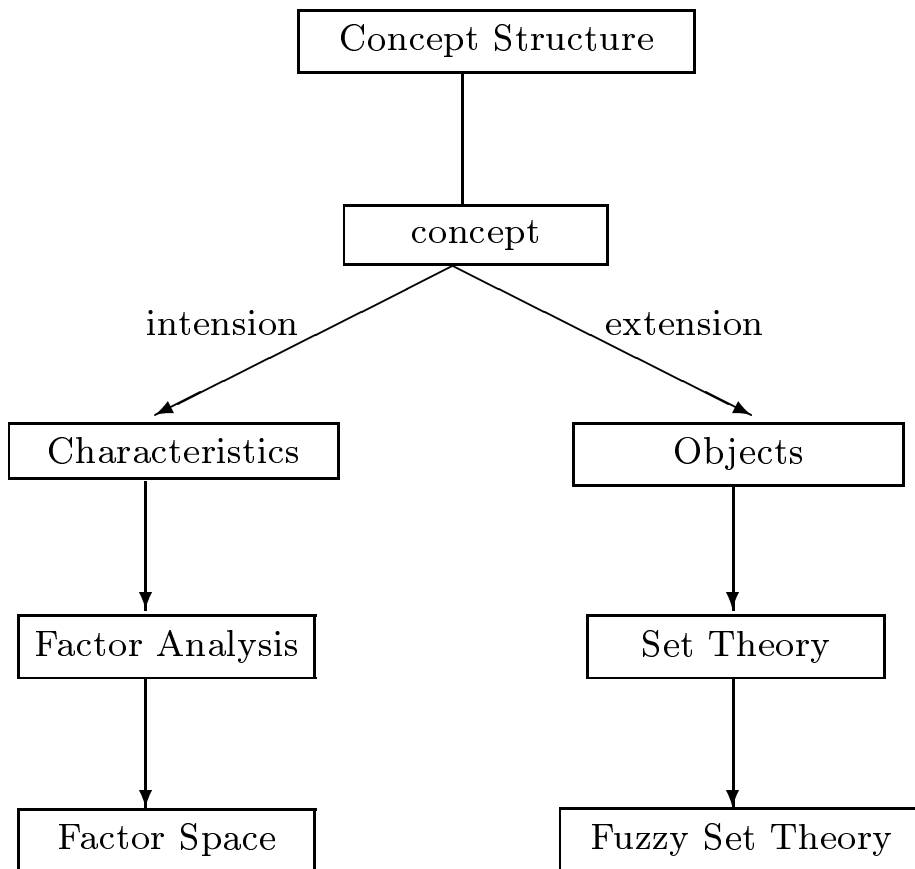 Concept Structure
concept
intension
extension
Characteristics
Objects
Factor Analysis
Set Theory
Factor Space
Fuzzy Set Theory